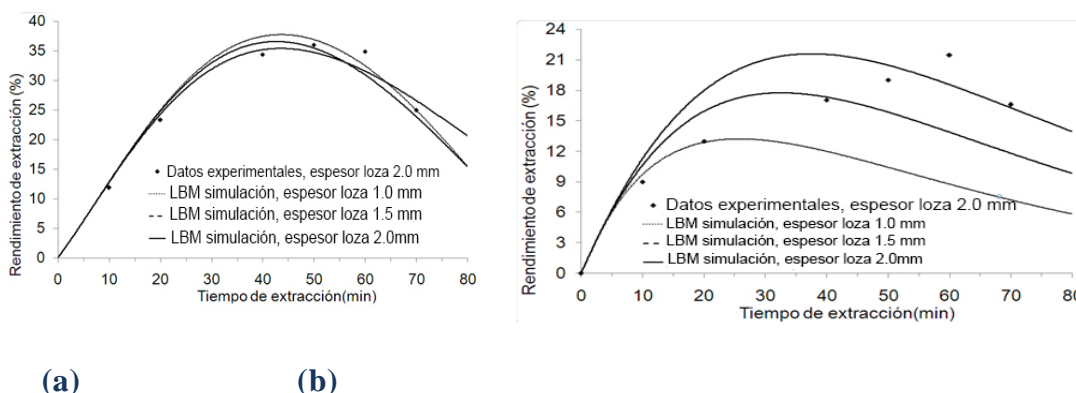 Rendimiento de extracción (%)
40
35
30
25
20
15
10
5
0
Datos experimentales, espesor loza 2.0 mm
LBM simulación, espesor loza 1.0 mm
LBM simulación, espesor loza 1.5 mm
LBM simulación, espesor loza 2.0mm
0 10 20 30 40 50 60 70 80
Tiempo de extracción(min)
Rendimiento de extracción (%)
24
21
18
15
12
9
6
3
0
Datos experimentales, espesor loza 2.0 mm
LBM simulación, espesor loza 1.0 mm
LBM simulación, espesor loza 1.5 mm
LBM simulación, espesor loza 2.0mm
0 10 20 30 40 50 60 70 80
Tiempo de extracción(min)
(a) (b)